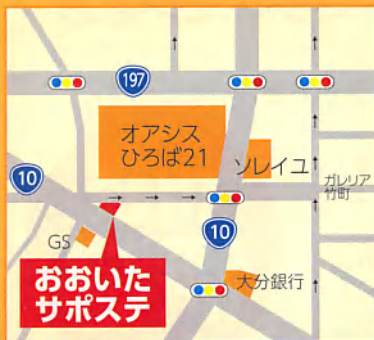 197
オアシス
ひろば21
ソレイユ
ガレリア
竹町
10
10
GS
おおいた
サポステ
大分銀行